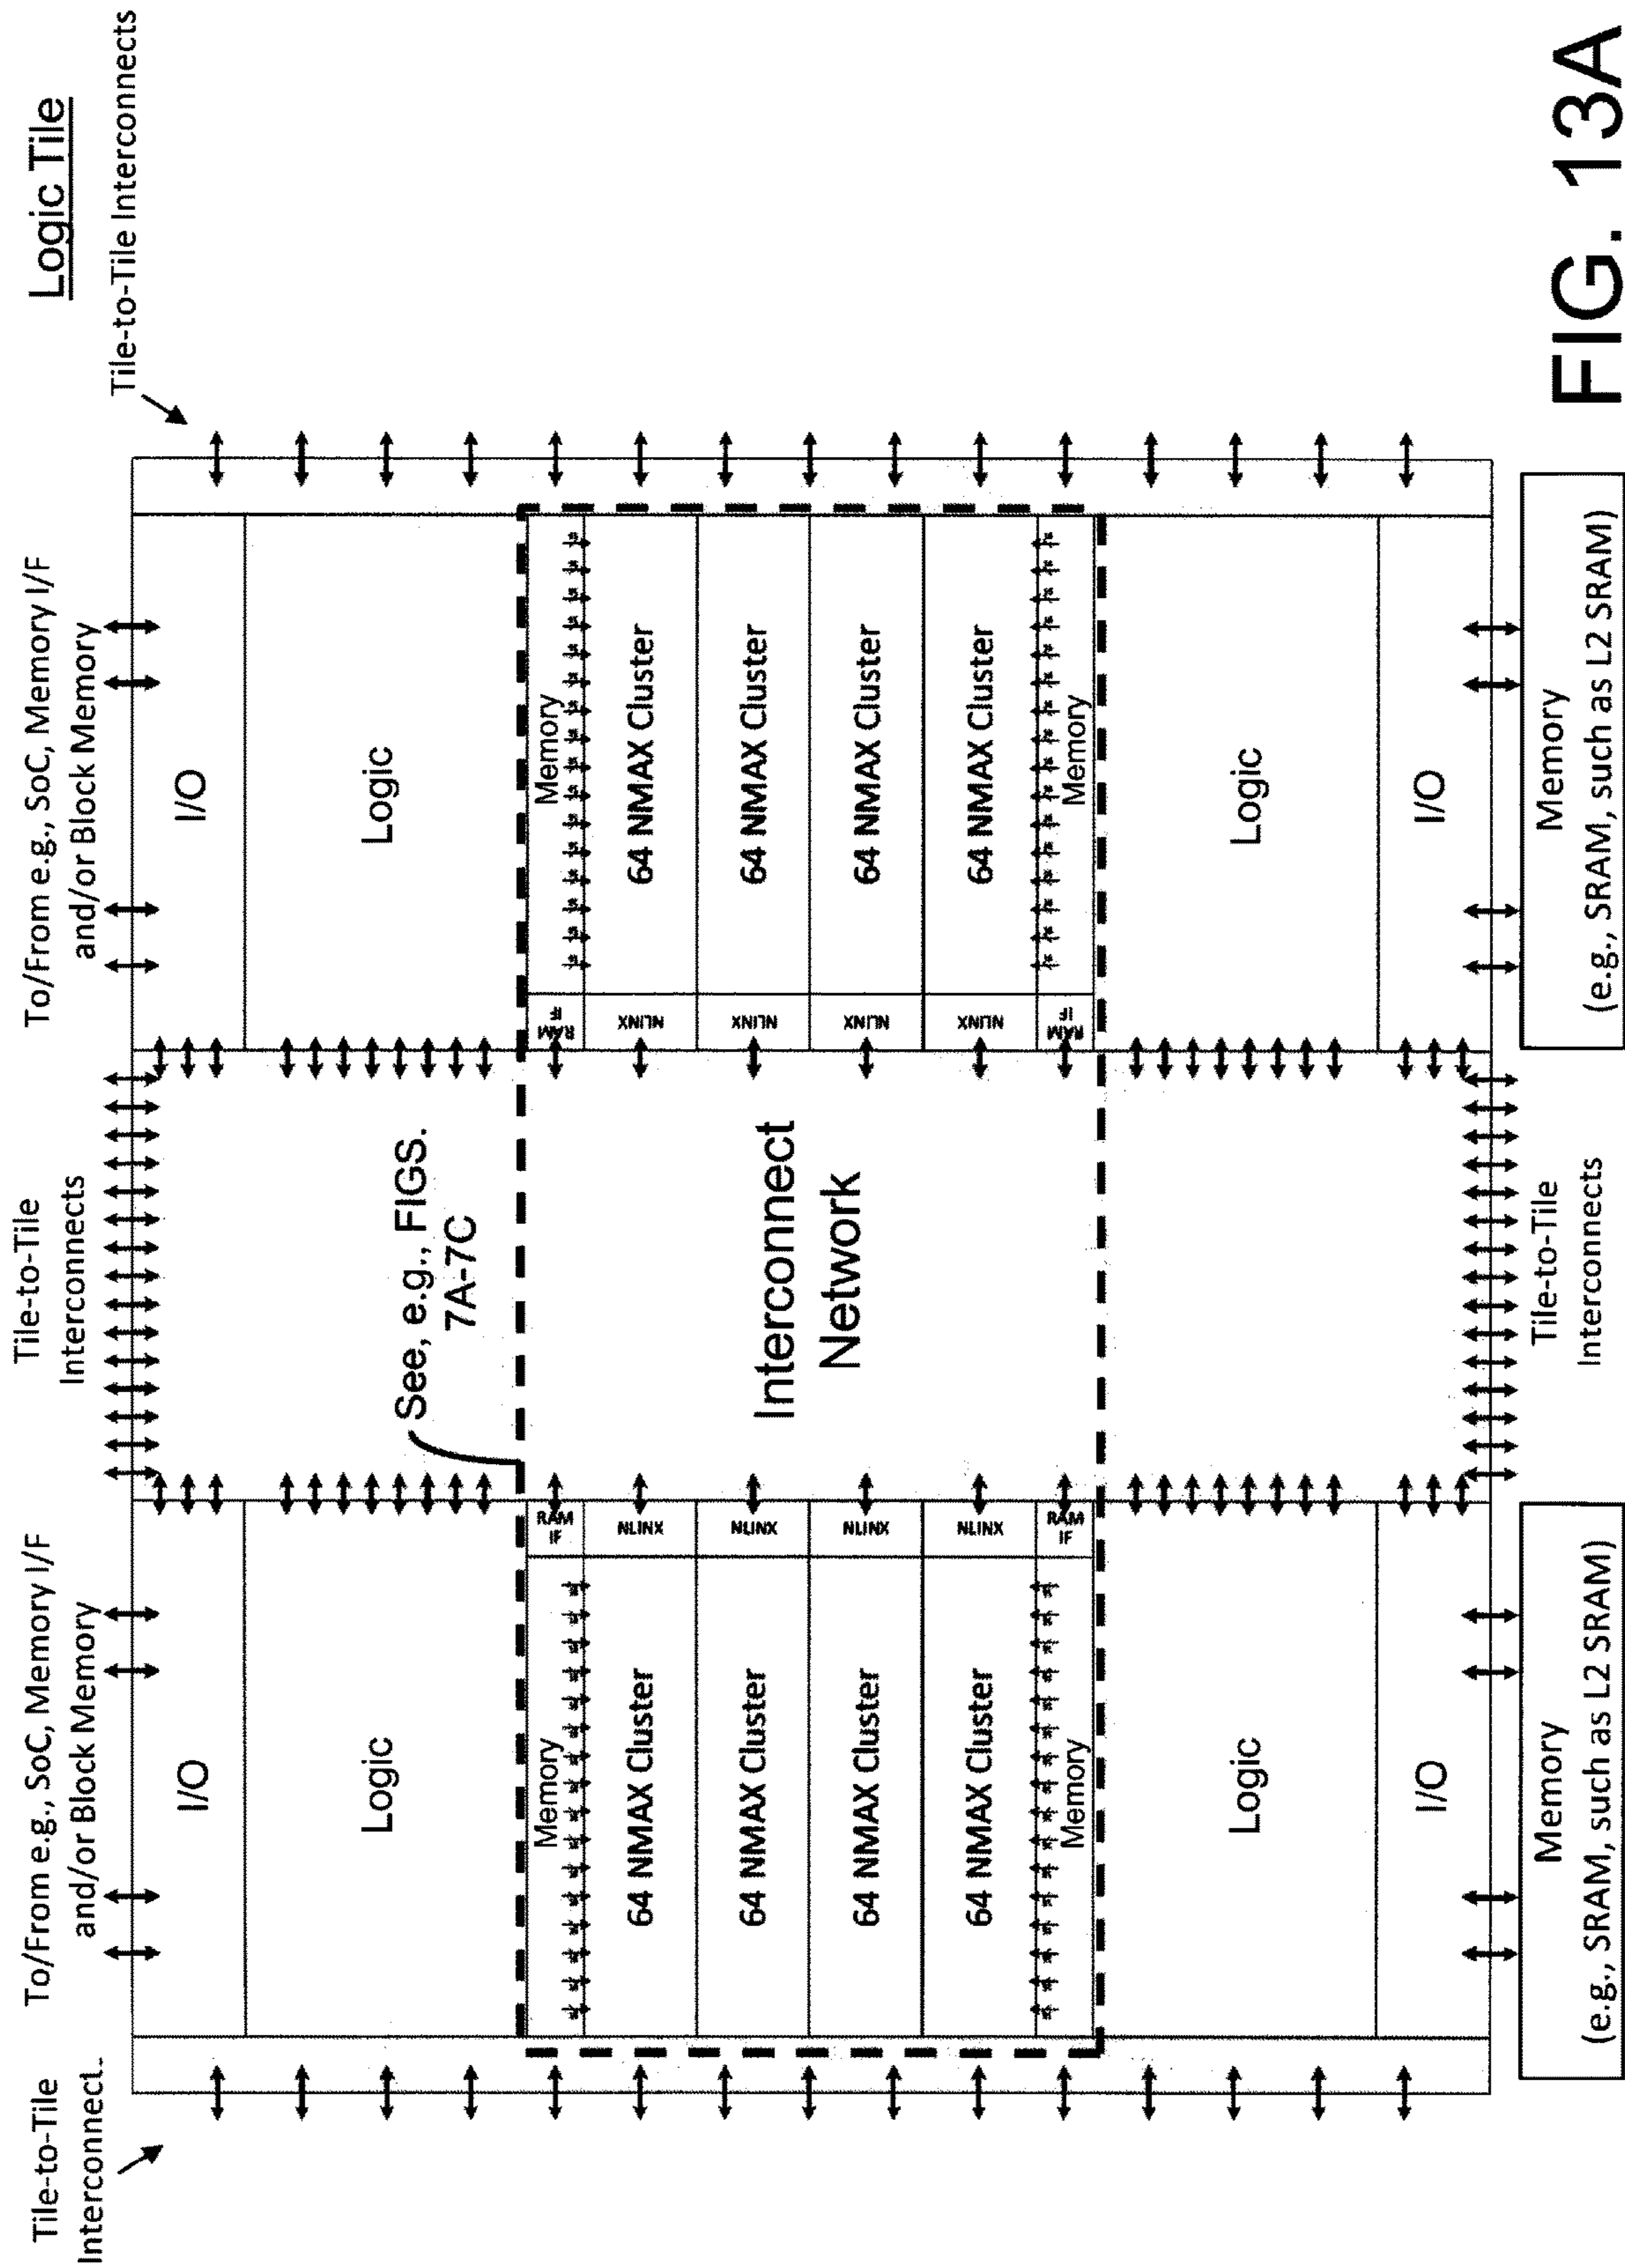 Logic Tile
Tile-to-Tile
Interconnect
To/From e.g., SoC, Memory I/F
and/or Block Memory
Tile-to-Tile
Interconnects
To/From e.g., SoC, Memory I/F
and/or Block Memory
Tile-to-Tile Interconnects
I/O
I/O
Logic
See, e.g., FIGS.
7A-7C
Logic
Memory
RAM
IF
RAM
IF
Memory
64 NMAX Cluster
NLINX
NLINX
64 NMAX Cluster
64 NMAX Cluster
NLINX
NLINX
64 NMAX Cluster
Interconnect
Network
64 NMAX Cluster
NLINX
NLINX
64 NMAX Cluster
64 NMAX Cluster
NLINX
NLINX
64 NMAX Cluster
Memory
RAM
IF
RAM
IF
Memory
Logic
Logic
I/O
I/O
Memory
(e.g., SRAM, such as L2 SRAM)
Tile-to-Tile
Interconnects
Memory
(e.g., SRAM, such as L2 SRAM)
FIG. 13A